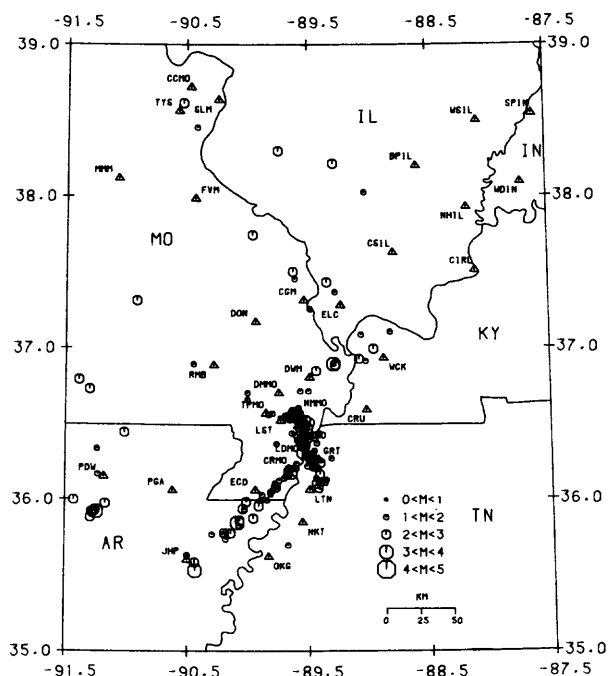 -91.5 -90.5 -89.5 -88.5 -87.5
39.0 39.0
CCMO
TYS SLM
SPIN
WSIL
IL
IN
BPIL
MMM
WDIN
38.0 38.0
FVM
NHIL
MO
CGIL
CIRL
CGM
ELC
DON
KY
37.0 37.0
RMB DWM WCK
DMMO
TPMO NMMO
CRU
LST
LDMO GRT
CRMO
PDW
ECD
PGA
LTN
36.0 36.0
0<M<1
TN
1<M<2
NKT
2<M<3
AR
3<M<4
JHP
OKG
4<M<5
KM
0 25 50
35.0 35.0
-91.5 -90.5 -89.5 -88.5 -87.5